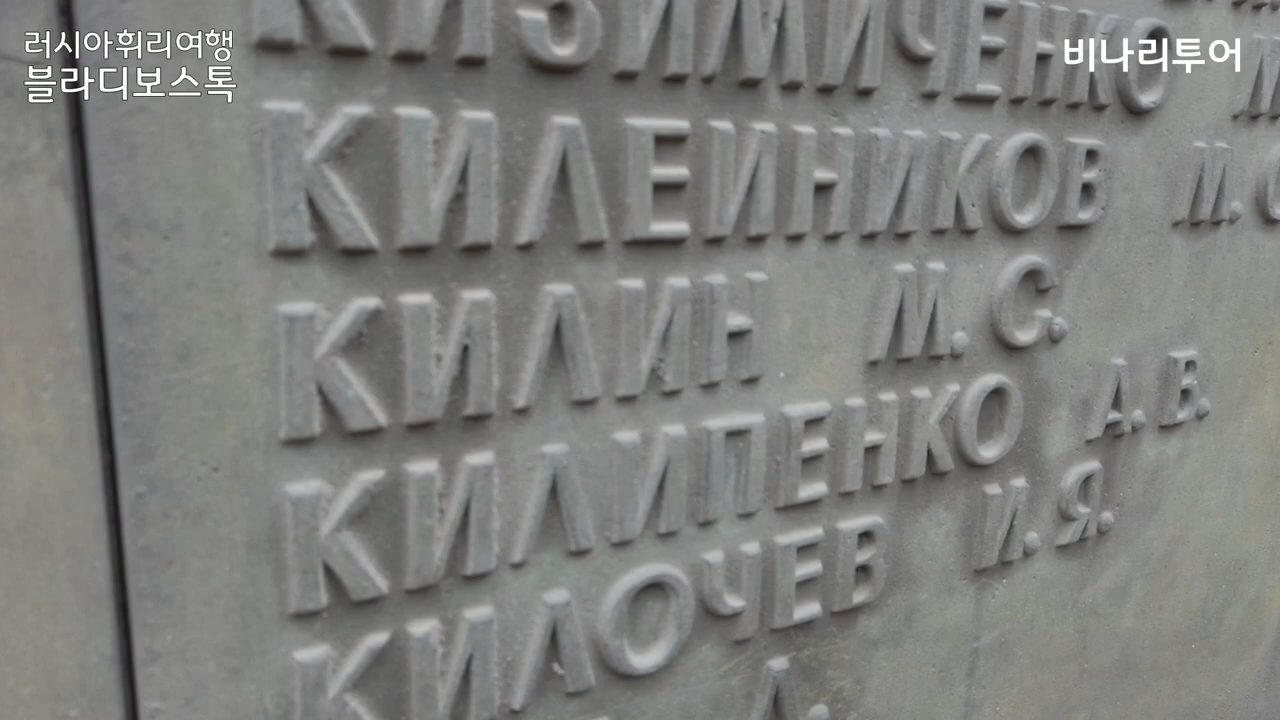 러시아휘리여행
블라디보스톡
비나리투어
КИЗИМИЧЕНКО
КИЛЕЙНИКОВ М.
КИЛИН М. С.
КИЛИПЕНКО А. В.
КИЛОЧЕВ И. Я.